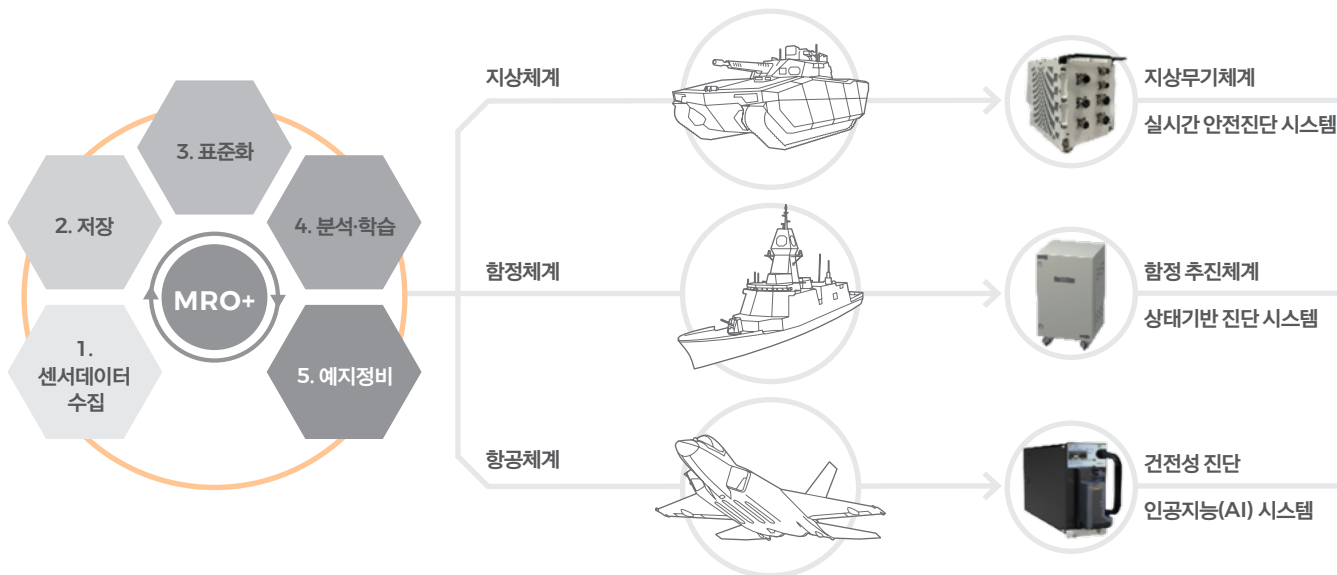 3. 표준화
2. 저장
4. 분석·학습
MRO+
1.
센서데이터
수집
5. 예지정비
지상체계
지상무기체계
실시간 안전진단 시스템
함정체계
함정 추진체계
상태기반 진단 시스템
항공체계
건전성 진단
인공지능(AI) 시스템